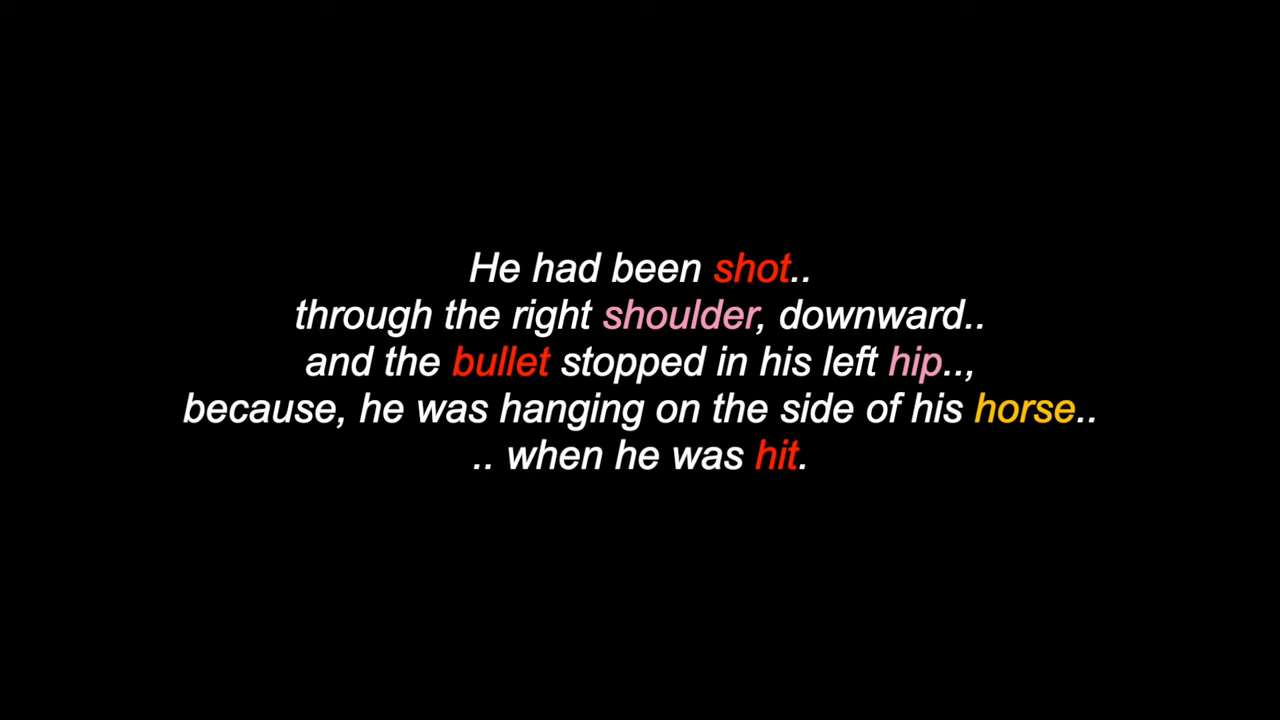 He had been shot..
through the right shoulder, downward..
and the bullet stopped in his left hip..,
because, he was hanging on the side of his horse..
.. when he was hit.